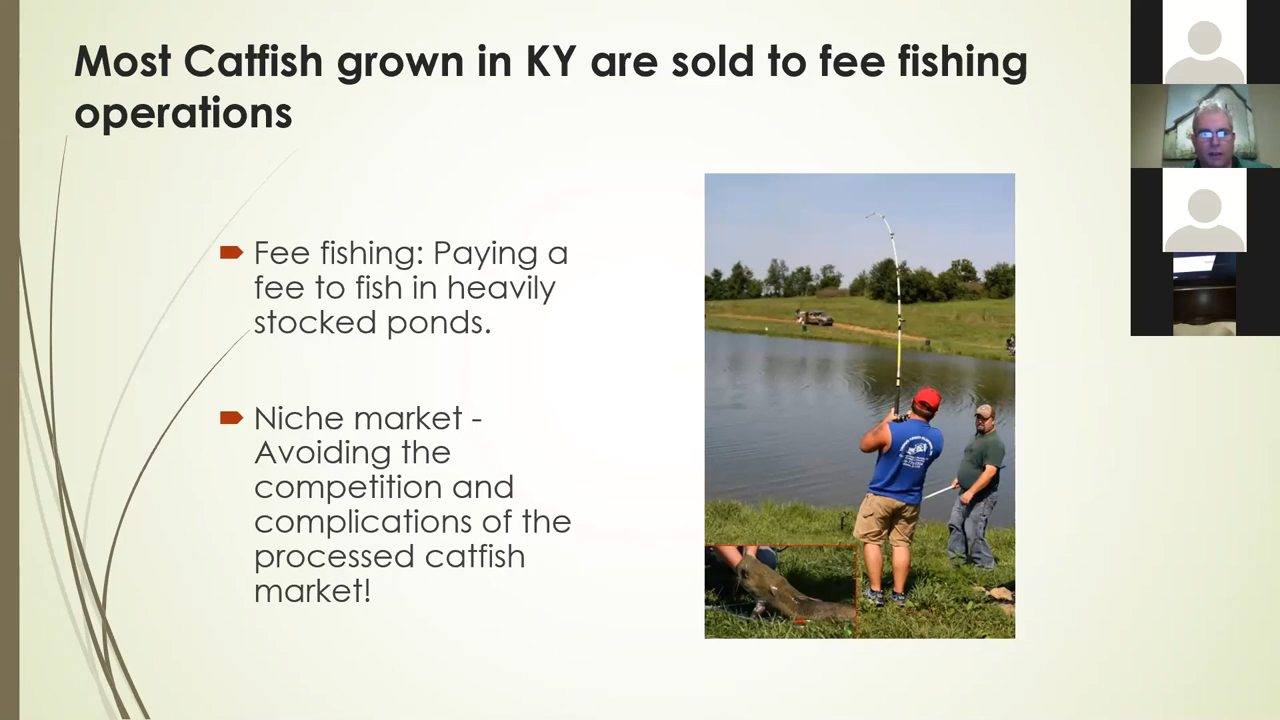 Most Catfish grown in KY are sold to fee fishing
operations
Fee fishing: Paying a
fee to fish in heavily
stocked ponds.
Niche market -
Avoiding the
competition and
complications of the
processed catfish
market!